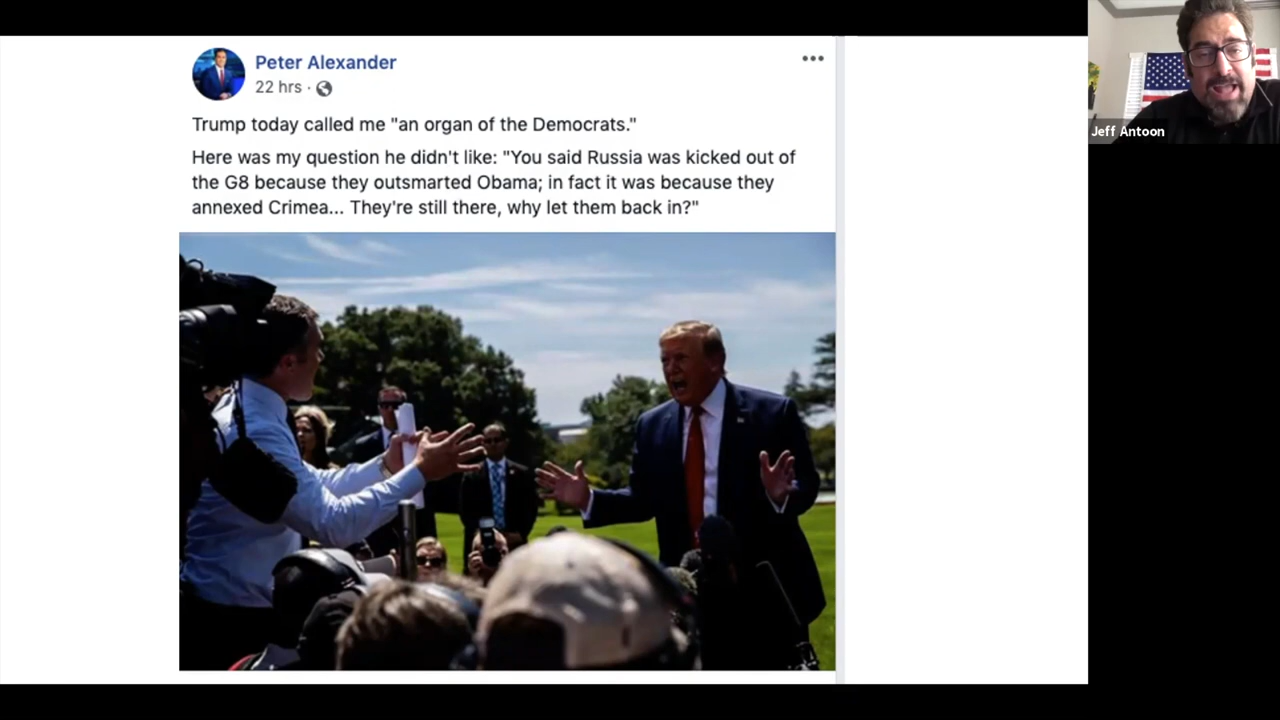 Peter Alexander
22 hrs ·
Trump today called me "an organ of the Democrats."
Here was my question he didn't like: "You said Russia was kicked out of
the G8 because they outsmarted Obama; in fact it was because they
annexed Crimea... They're still there, why let them back in?"
Jeff Antoon